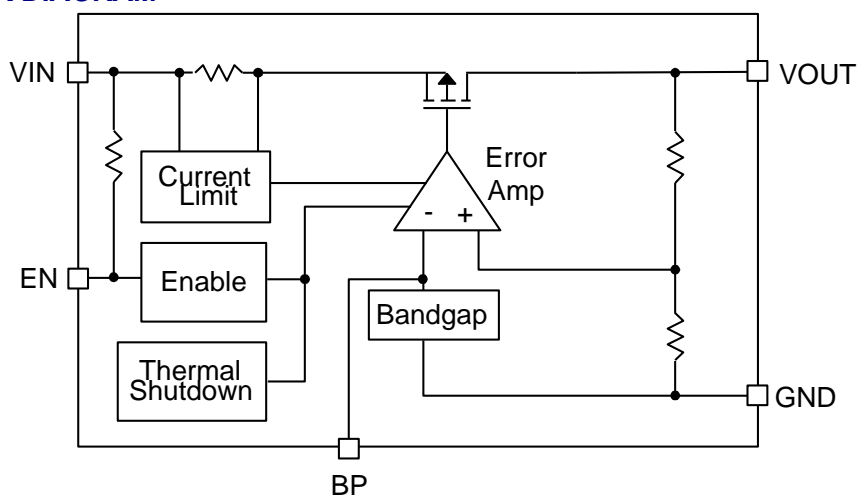 VIN
VOUT
Current
Limit
Error
Amp
-
+
EN
Enable
Bandgap
Thermal
Shutdown
GND
BP